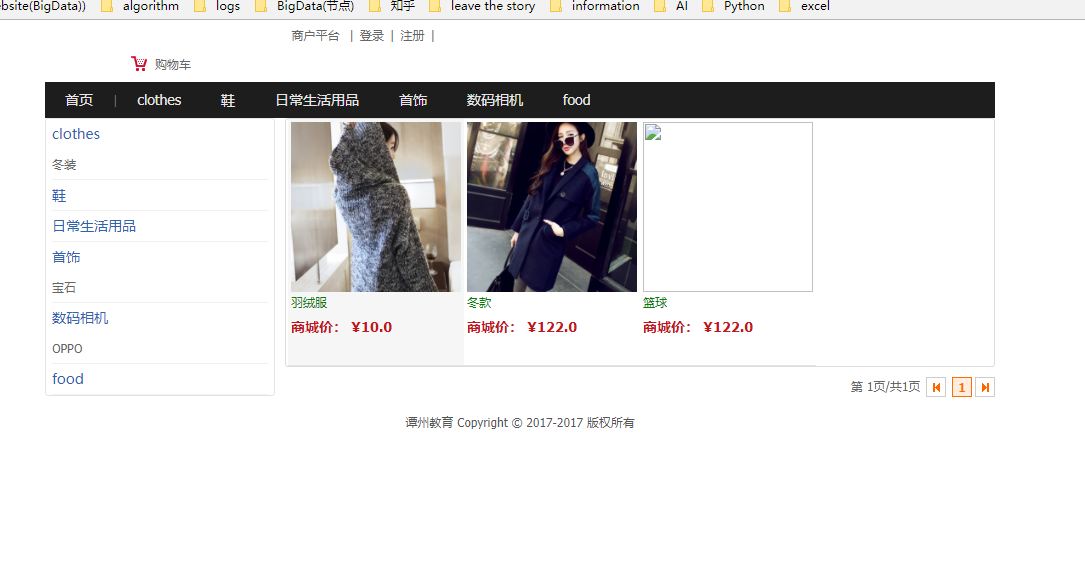 ebsite(BigData)) algorithm logs BigData(节点) 知乎 leave the story information AI Python excel
商户平台 | 登录 | 注册 |
购物车
首页 | clothes 鞋 日常生活用品 首饰 数码相机 food
clothes
冬装
鞋
日常生活用品
首饰
宝石
数码相机
OPPO
food
羽绒服 冬款 篮球
商城价： ¥10.0 商城价： ¥122.0 商城价： ¥122.0
第 1页/共1页 1
谭州教育 Copyright © 2017-2017 版权所有